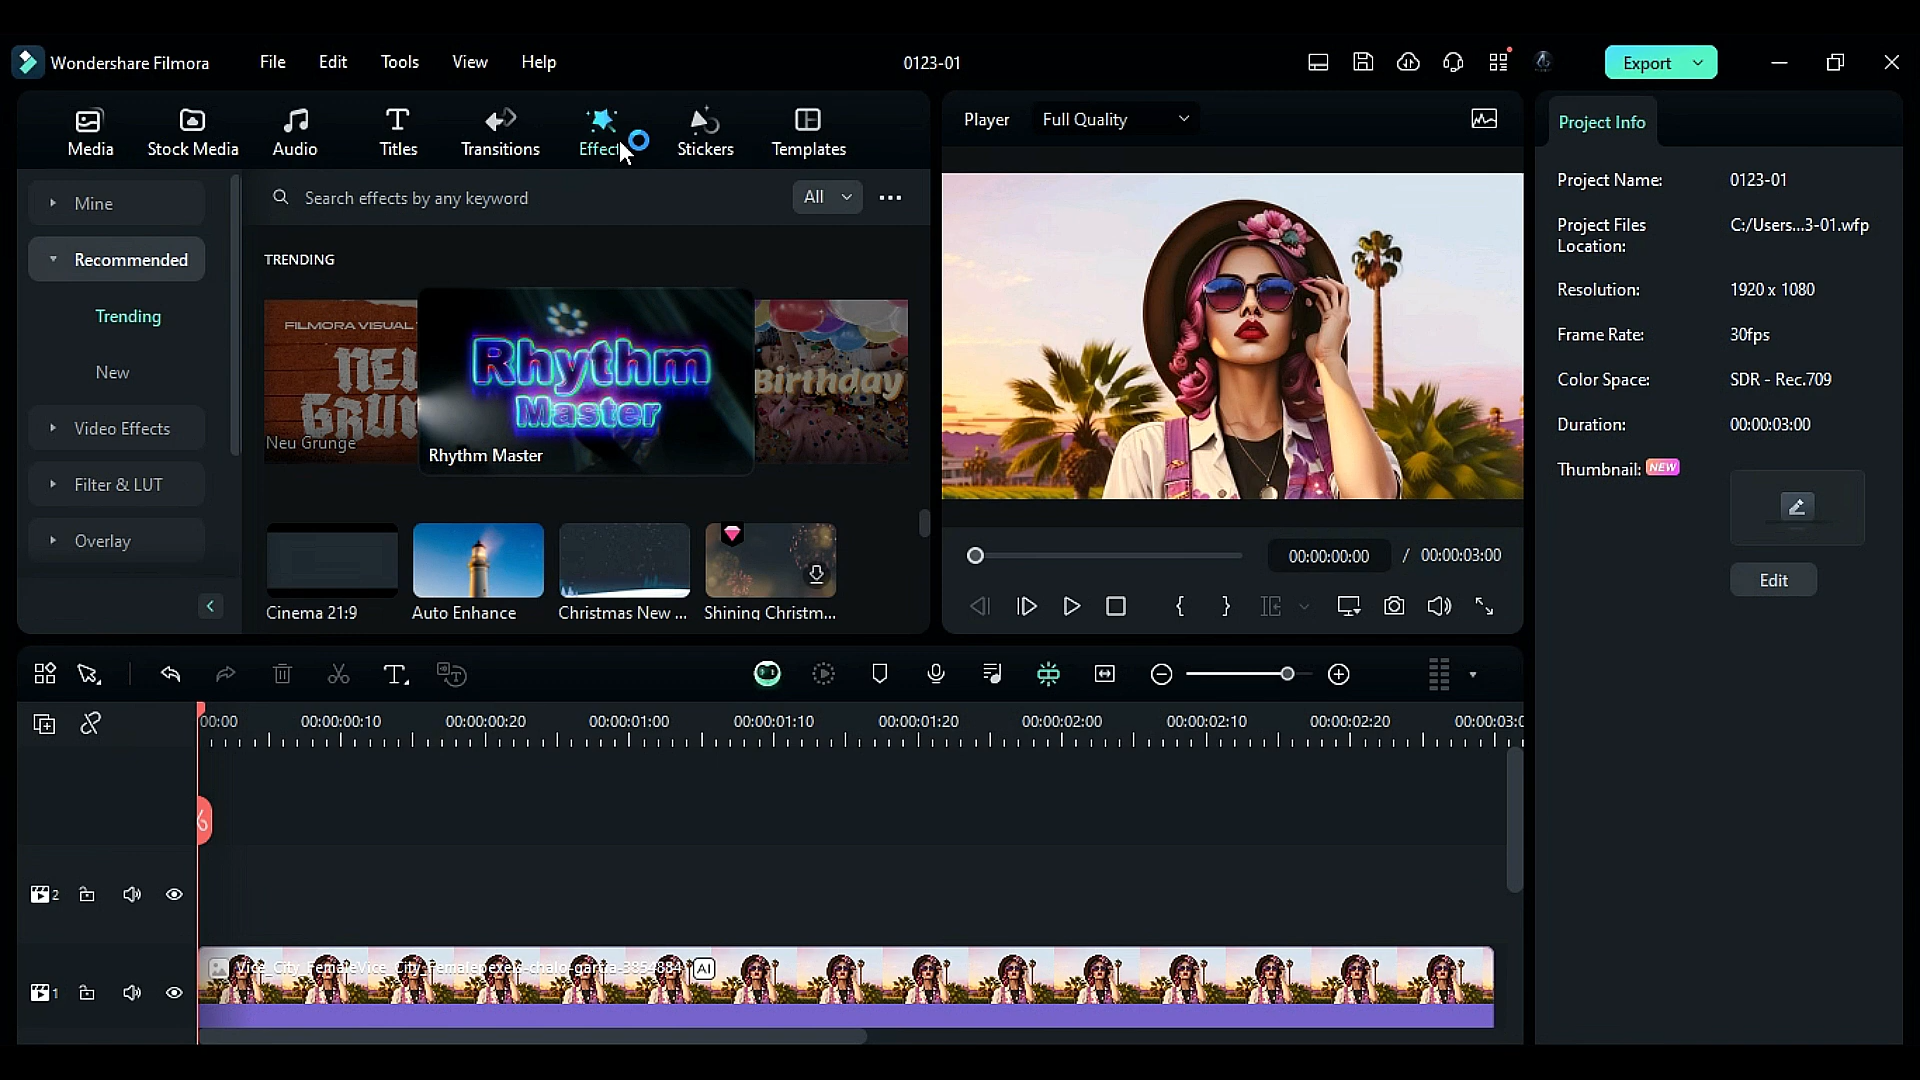 Wondershare Filmora
File Edit Tools View Help
0123-01
Export
Media Stock Media Audio Titles Transitions Effect Stickers Templates
Player Full Quality
Project Info
Mine
Recommended
Trending
New
Video Effects
Filter & LUT
Overlay
Search effects by any keyword
All
TRENDING
FILMORA VISUAL
NEU
GRUN
Neu Grunge
Rhythm
Master
Rhythm Master
Birthday
Cinema 21:9
Auto Enhance
Christmas New ...
Shining Christm...
00:00:00:00 / 00:00:03:00
Project Name: 0123-01
Project Files Location: C:/Users...3-01.wfp
Resolution: 1920 x 1080
Frame Rate: 30fps
Color Space: SDR - Rec.709
Duration: 00:00:03:00
Thumbnail: NEW
Edit
00:00 00:00:00:10 00:00:00:20 00:00:01:00 00:00:01:10 00:00:01:20 00:00:02:00 00:00:02:10 00:00:02:20 00:00:03:0
2
Vice_City_FemaleVice_City_Femalepexels-chalo-garcia-3854884 AI
1